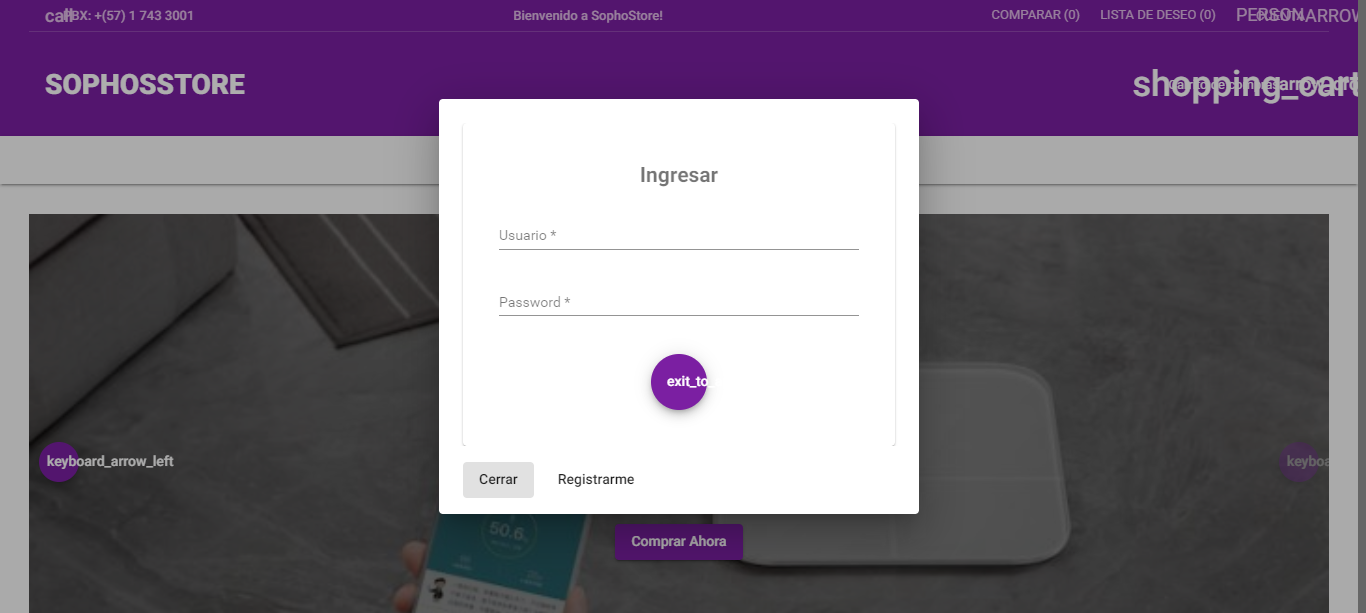 call PBX: +(57) 1 743 3001
Bienvenido a SophoStore!
COMPARAR (0)
LISTA DE DESEO (0)
PERSON CUENTA ARROW
SOPHOSSTORE
shopping_cart
Carrito de compras
Ingresar
Usuario *
Password *
exit_to
keyboard_arrow_left
keyboa
Cerrar
Registrarme
50.6
Comprar Ahora